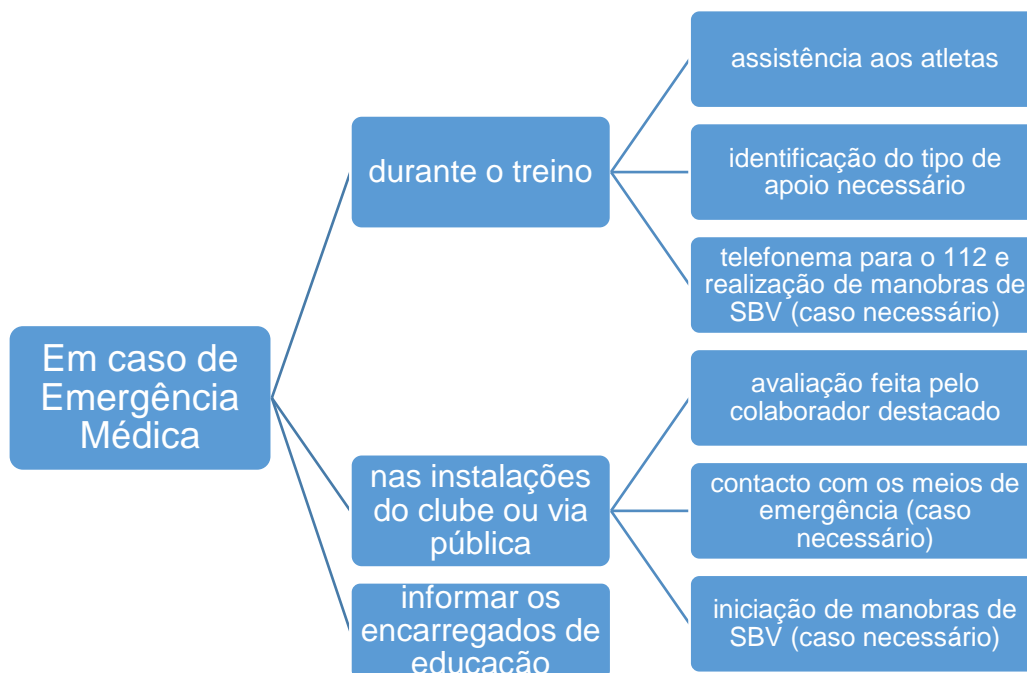 Em caso de
Emergência
Médica
durante o treino
assistência aos atletas
identificação do tipo de
apoio necessário
telefonema para o 112 e
realização de manobras de
SBV (caso necessário)
nas instalações
do clube ou via
pública
avaliação feita pelo
colaborador destacado
contacto com os meios de
emergência (caso
necessário)
iniciação de manobras de
SBV (caso necessário)
informar os
encarregados de
educação